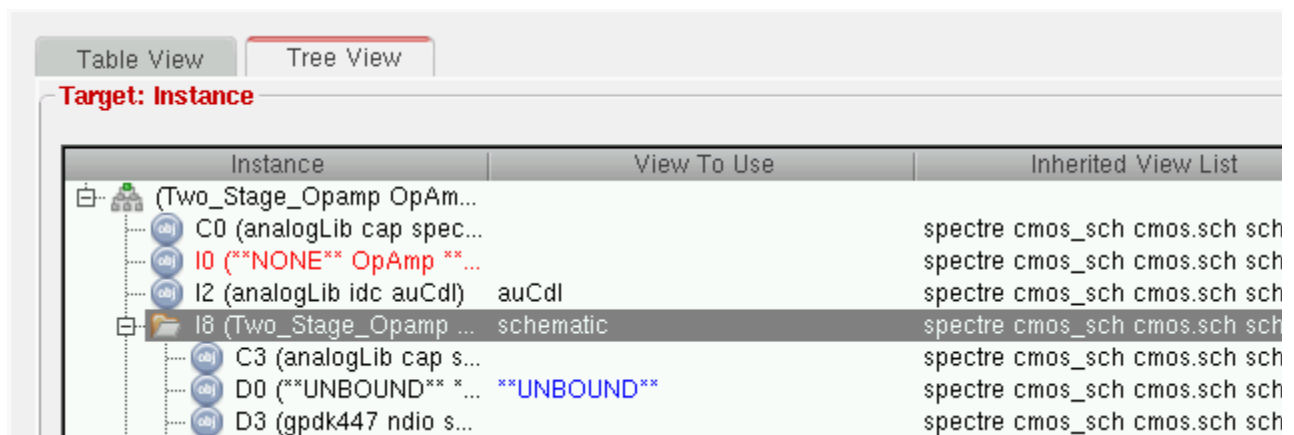 Table View Tree View
Target: Instance
Instance View To Use Inherited View List
(Two_Stage_Opamp OpAm...
C0 (analogLib cap spec... spectre cmos_sch cmos.sch sch
I0 (**NONE** OpAmp **... spectre cmos_sch cmos.sch sch
I2 (analogLib idc auCdl) auCdl spectre cmos_sch cmos.sch sch
I8 (Two_Stage_Opamp ... schematic spectre cmos_sch cmos.sch sch
C3 (analogLib cap s... spectre cmos_sch cmos.sch sch
D0 (**UNBOUND** *... **UNBOUND** spectre cmos_sch cmos.sch sch
D3 (gpdk447 ndio s... spectre cmos_sch cmos.sch sch